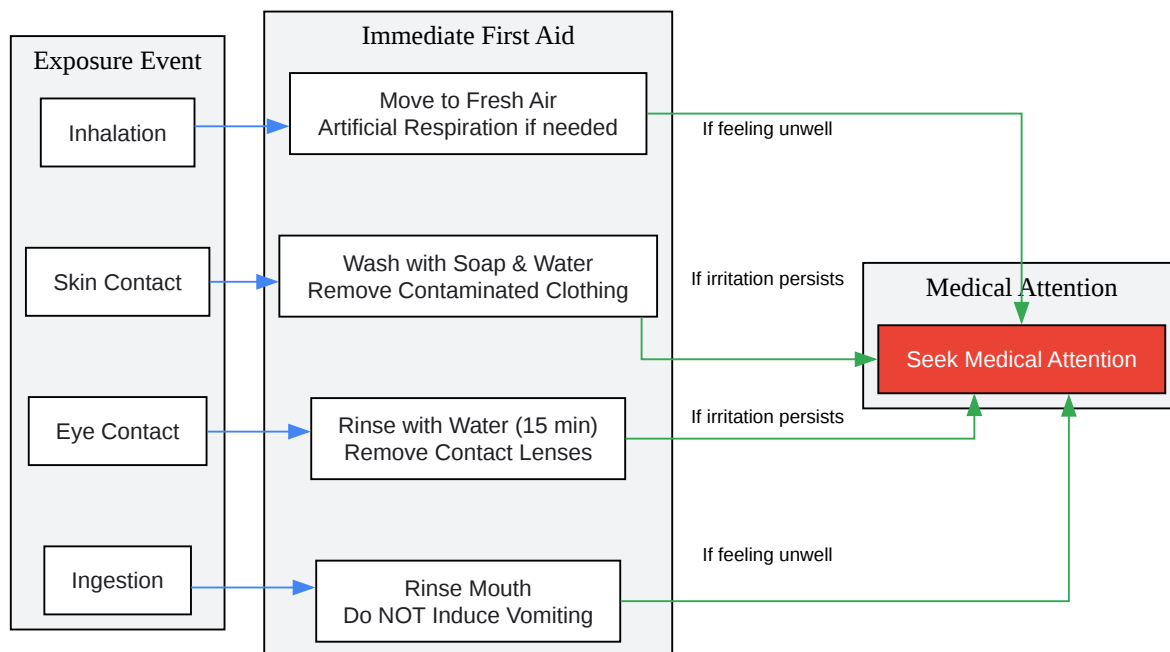 Exposure Event
Immediate First Aid
Inhalation
Move to Fresh Air
Artificial Respiration if needed
If feeling unwell
Skin Contact
Wash with Soap & Water
Remove Contaminated Clothing
If irritation persists
Medical Attention
Seek Medical Attention
Eye Contact
Rinse with Water (15 min)
Remove Contact Lenses
If irritation persists
Ingestion
Rinse Mouth
Do NOT Induce Vomiting
If feeling unwell